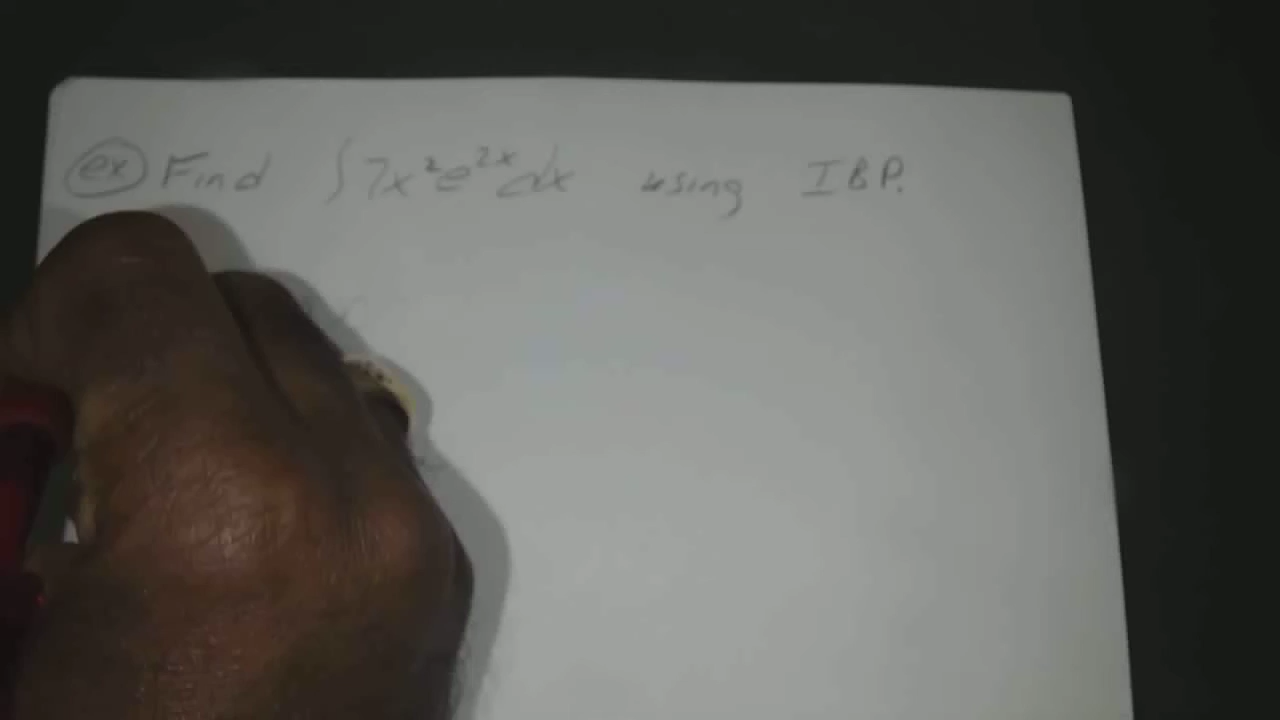 ex Find ∫7x²e²ˣdx using IBP.